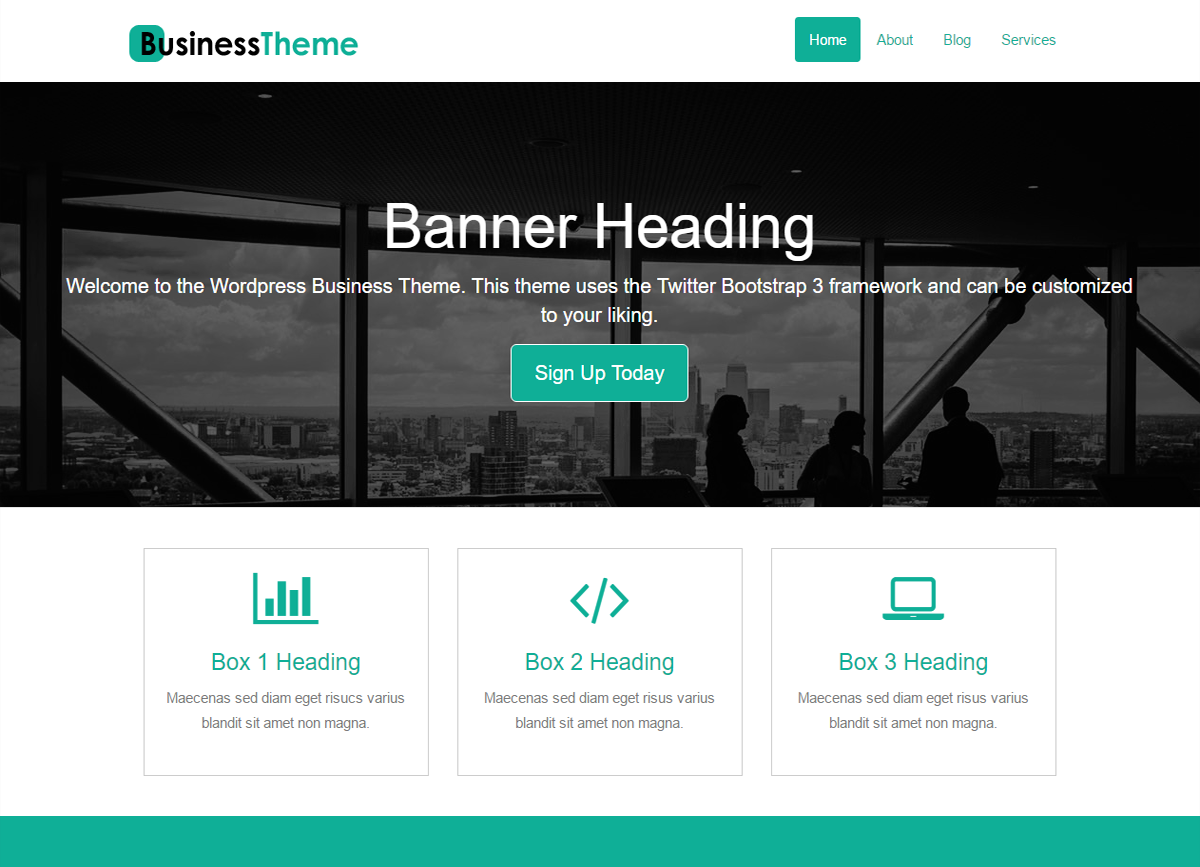 BusinessTheme
Home About Blog Services
Banner Heading
Welcome to the Wordpress Business Theme. This theme uses the Twitter Bootstrap 3 framework and can be customized
to your liking.
Sign Up Today
Box 1 Heading
Maecenas sed diam eget risucs varius
blandit sit amet non magna.
Box 2 Heading
Maecenas sed diam eget risus varius
blandit sit amet non magna.
Box 3 Heading
Maecenas sed diam eget risus varius
blandit sit amet non magna.